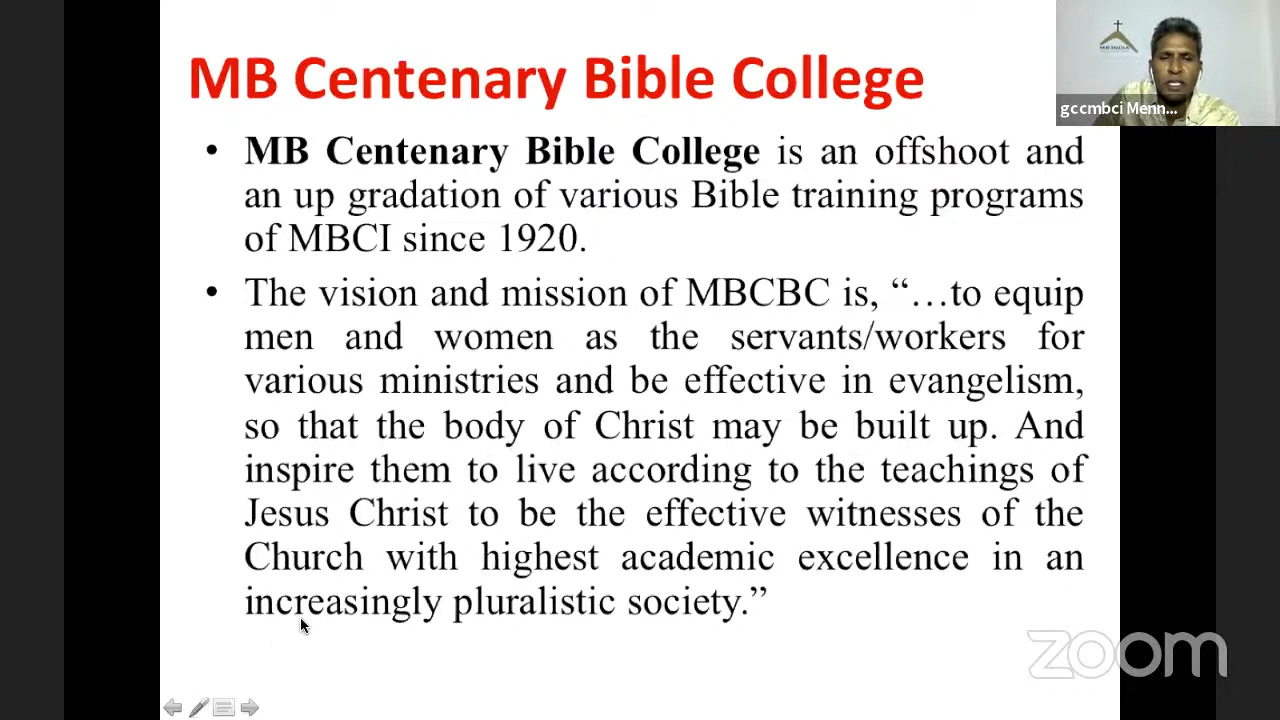 MB Centenary Bible College
• MB Centenary Bible College is an offshoot and
an up gradation of various Bible training programs
of MBCI since 1920.
• The vision and mission of MBCBC is, “…to equip
men and women as the servants/workers for
various ministries and be effective in evangelism,
so that the body of Christ may be built up. And
inspire them to live according to the teachings of
Jesus Christ to be the effective witnesses of the
Church with highest academic excellence in an
increasingly pluralistic society.”
MB INDIA
gccmbci Menn...
zoom